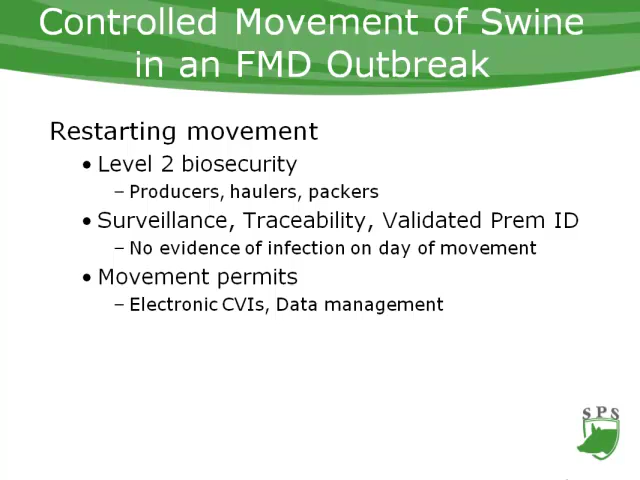 Controlled Movement of Swine
in an FMD Outbreak
Restarting movement
• Level 2 biosecurity
– Producers, haulers, packers
• Surveillance, Traceability, Validated Prem ID
– No evidence of infection on day of movement
• Movement permits
– Electronic CVIs, Data management
SPS